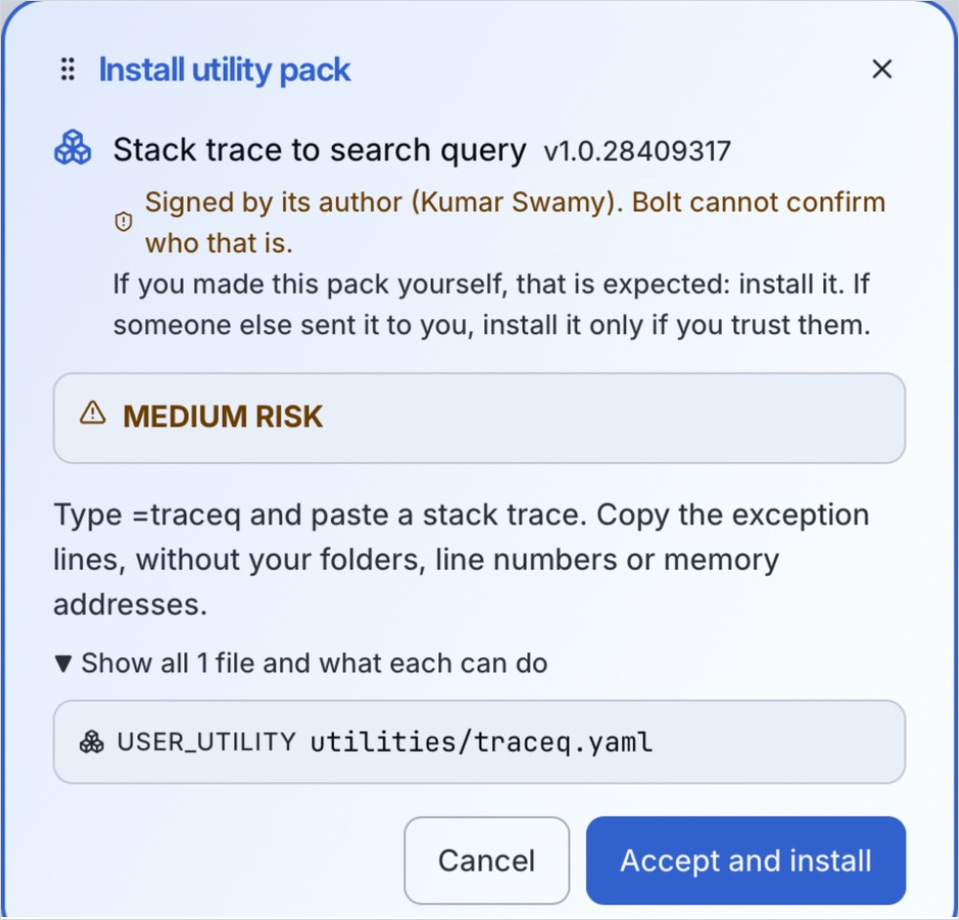 Install utility pack
Stack trace to search query v1.0.28409317
Signed by its author (Kumar Swamy). Bolt cannot confirm
who that is.
If you made this pack yourself, that is expected: install it. If
someone else sent it to you, install it only if you trust them.
MEDIUM RISK
Type =traceq and paste a stack trace. Copy the exception
lines, without your folders, line numbers or memory
addresses.
Show all 1 file and what each can do
USER_UTILITY utilities/traceq.yaml
Cancel
Accept and install